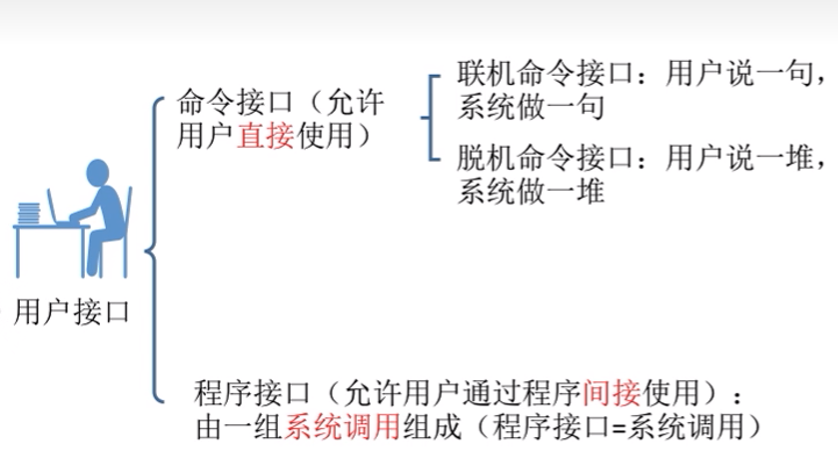 命令接口（允许
用户直接使用）
联机命令接口：用户说一句，
系统做一句
脱机命令接口：用户说一堆，
系统做一堆
用户接口
程序接口（允许用户通过程序间接使用）：
由一组系统调用组成（程序接口=系统调用）